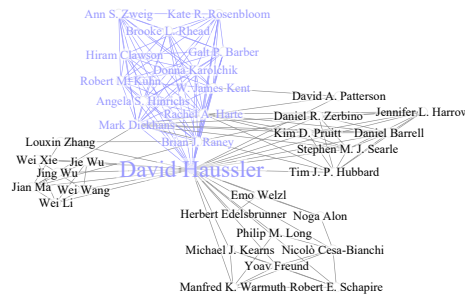 Ann S. Zweig
Kate R. Rosenbloom
Brooke L. Rhead
Hiram Clawson
Galt P. Barber
Donna Karolchik
Robert M. Kuhn
W. James Kent
Angela S. Hinrichs
Rachel A. Harte
Mark Diekhans
Brian J. Raney
David A. Patterson
Daniel R. Zerbino
Jennifer L. Harrow
Kim D. Pruitt
Daniel Barrell
Stephen M. J. Searle
Tim J. P. Hubbard
Louxin Zhang
Wei Xie
Jie Wu
Jing Wu
Jian Ma
Wei Wang
Wei Li
David Haussler
Emo Welzl
Herbert Edelsbrunner
Noga Alon
Philip M. Long
Michael J. Kearns
Nicolò Cesa-Bianchi
Yoav Freund
Manfred K. Warmuth
Robert E. Schapire